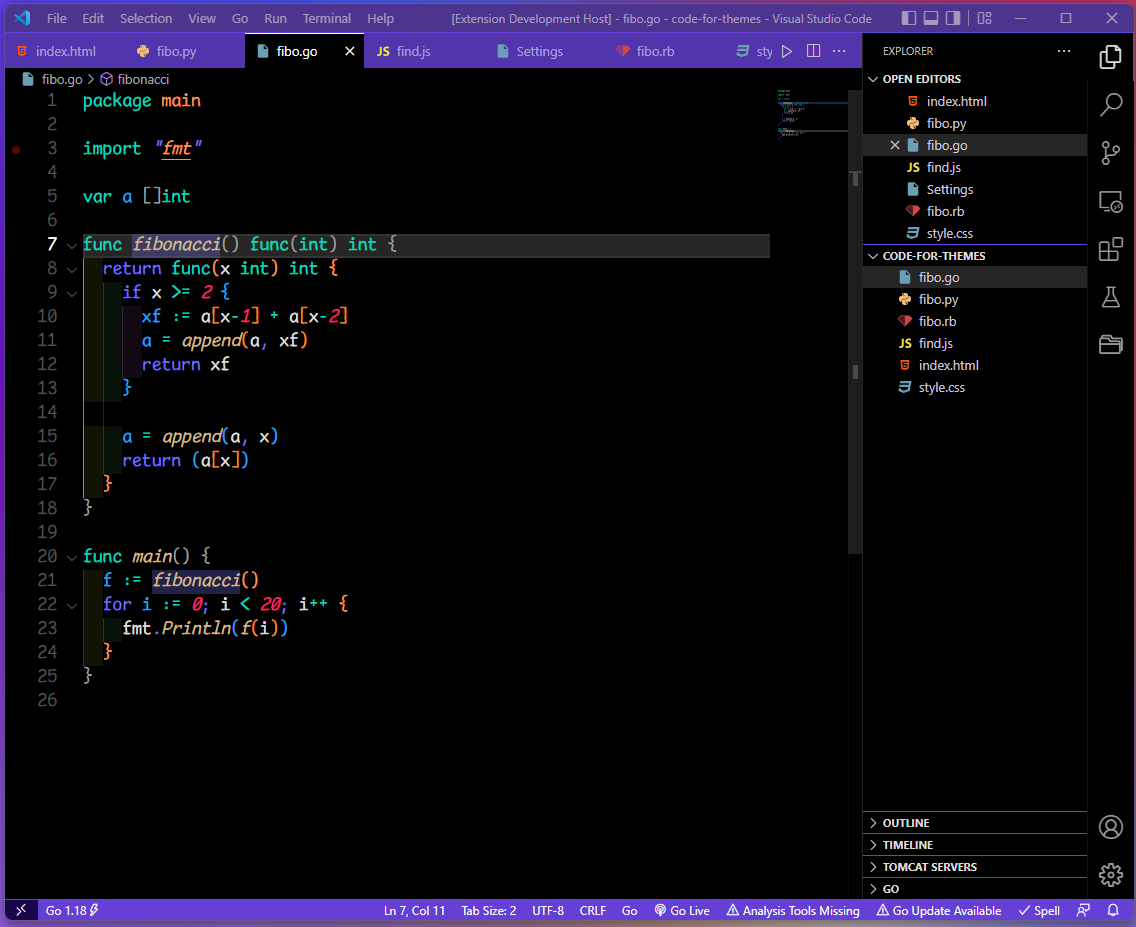 File Edit Selection View Go Run Terminal Help [Extension Development Host] - fibo.go - code-for-themes - Visual Studio Code
index.html fibo.py fibo.go JS find.js Settings fibo.rb sty
fibo.go > fibonacci
1 package main
2
3 import "fmt"
4
5 var a []int
6
7 func fibonacci() func(int) int {
8 return func(x int) int {
9 if x >= 2 {
10 xf := a[x-1] + a[x-2]
11 a = append(a, xf)
12 return xf
13 }
14
15 a = append(a, x)
16 return (a[x])
17 }
18 }
19
20 func main() {
21 f := fibonacci()
22 for i := 0; i < 20; i++ {
23 fmt.Println(f(i))
24 }
25 }
26
EXPLORER
OPEN EDITORS
index.html
fibo.py
fibo.go
JS find.js
Settings
fibo.rb
style.css
CODE-FOR-THEMES
fibo.go
fibo.py
fibo.rb
JS find.js
index.html
style.css
OUTLINE
TIMELINE
TOMCAT SERVERS
GO
Go 1.18 Ln 7, Col 11 Tab Size: 2 UTF-8 CRLF Go Go Live Analysis Tools Missing Go Update Available Spell